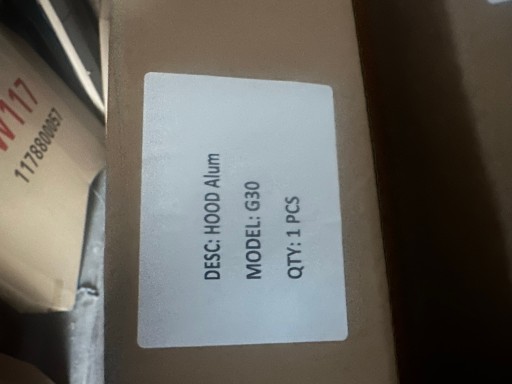 W117
1178800057
DESC: HOOD Alum
MODEL: G30
QTY: 1 PCS